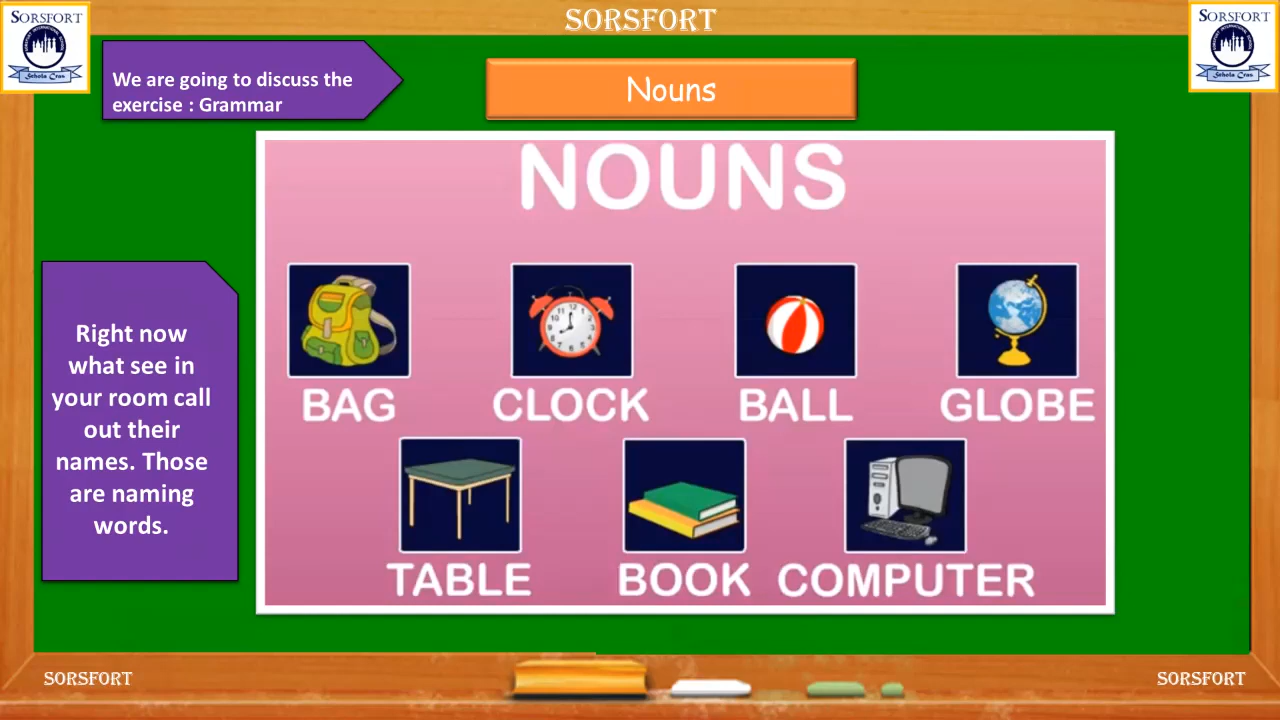 SORSFORT
SORSFORT
Schola Cras
SORSFORT
Schola Cras
We are going to discuss the
exercise : Grammar
Nouns
NOUNS
BAG CLOCK BALL GLOBE
TABLE BOOK COMPUTER
Right now
what see in
your room call
out their
names. Those
are naming
words.
SORSFORT
SORSFORT